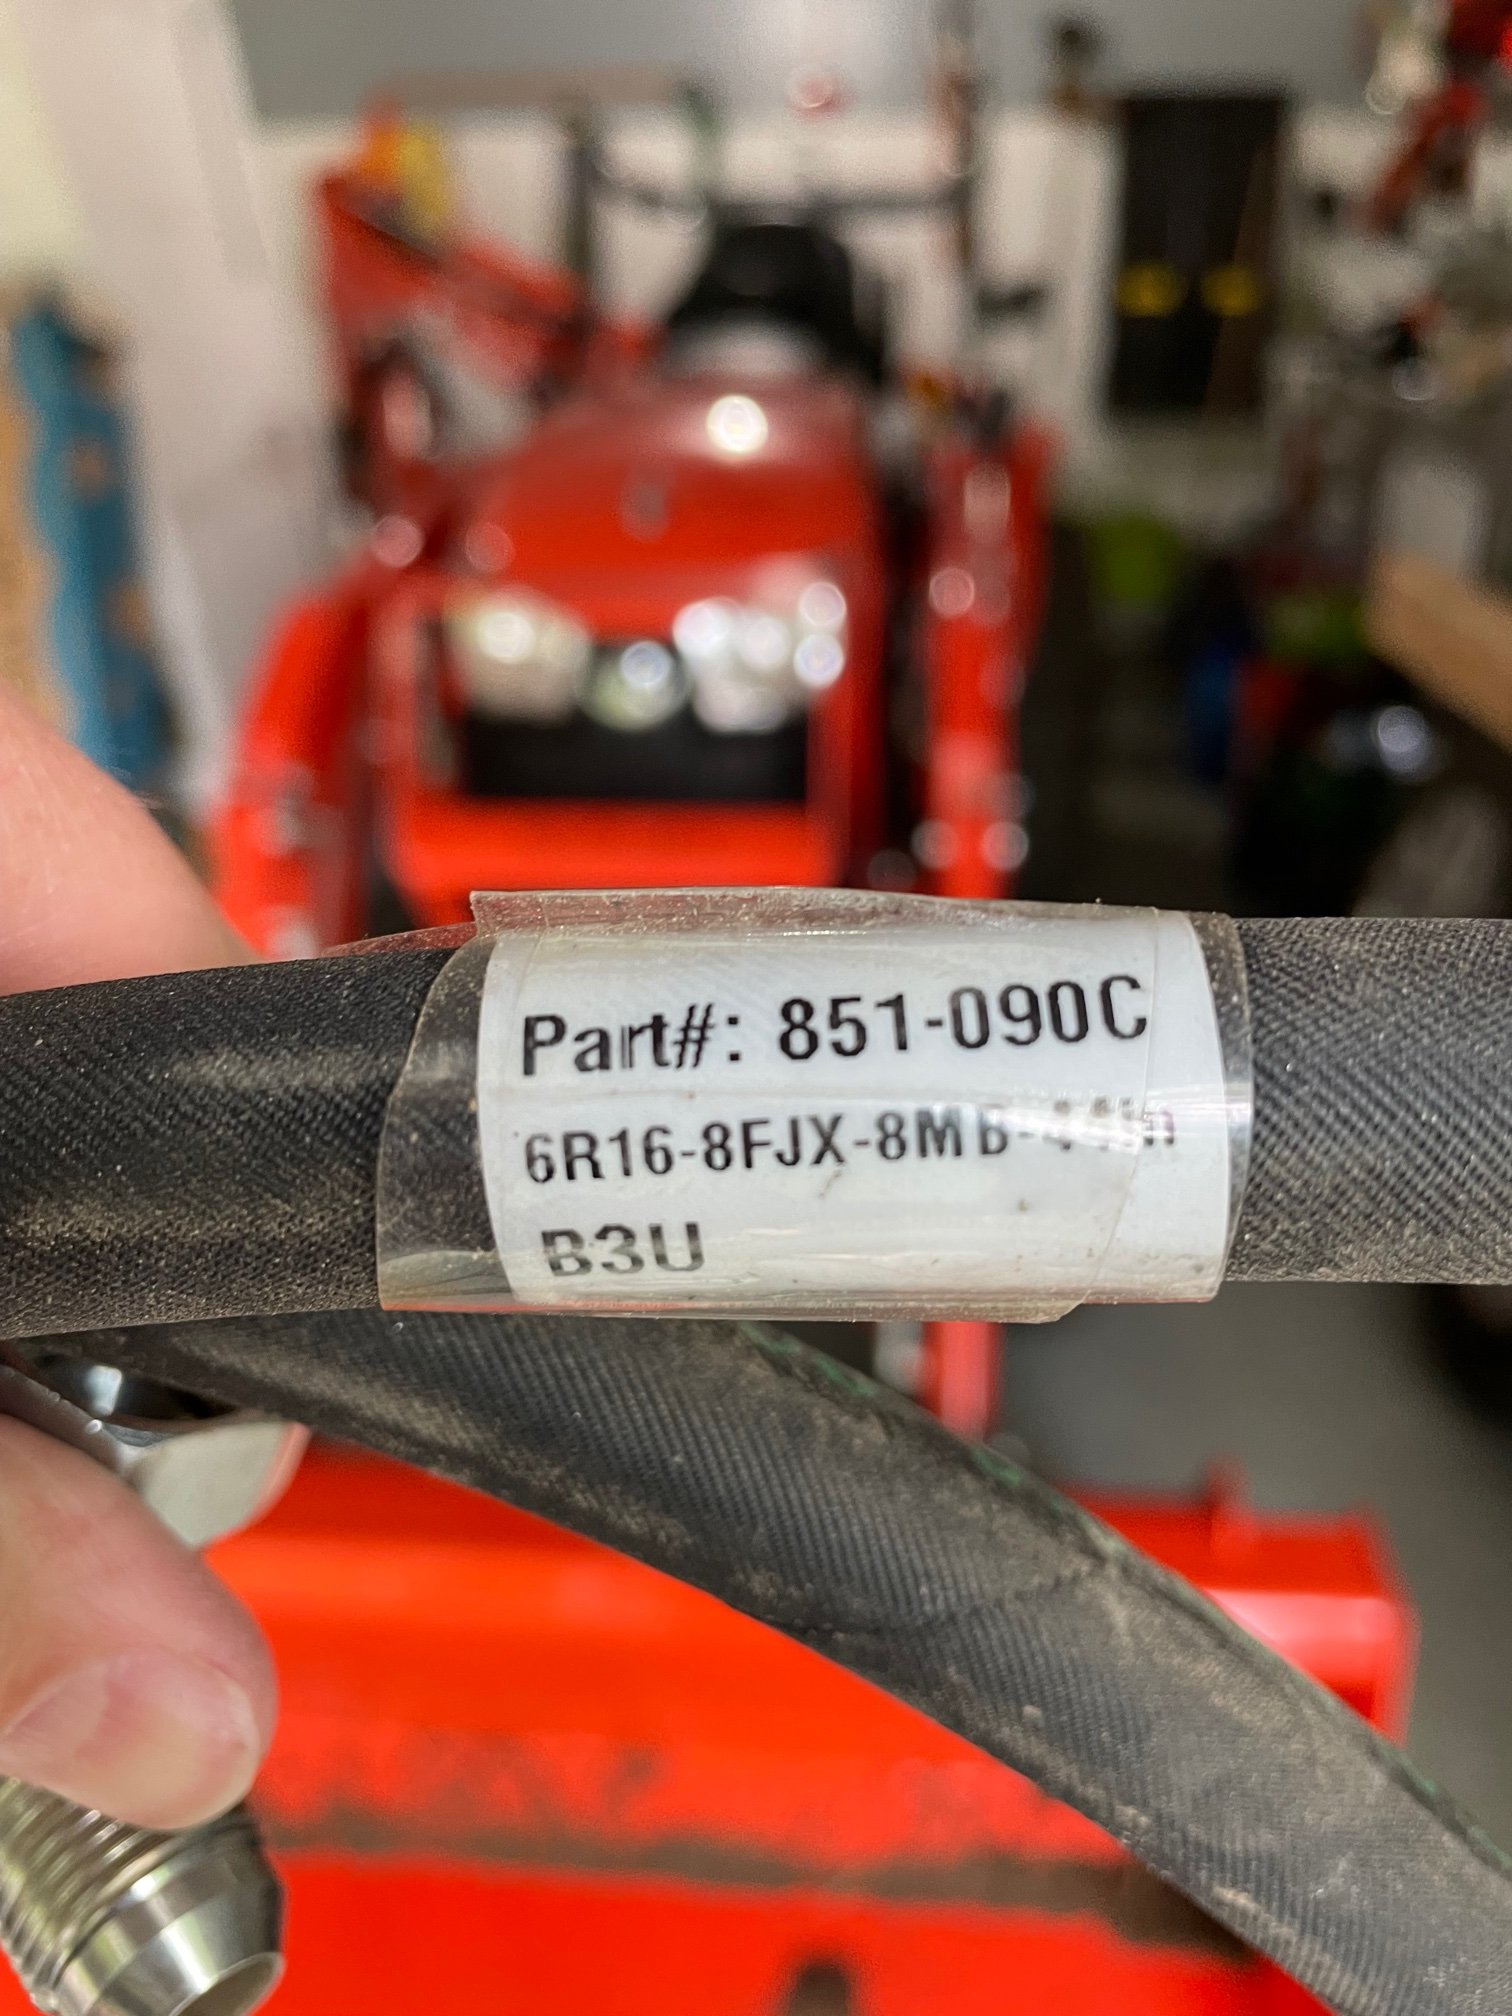 Part#: 851-090C
6R16-8FJX-8MB-
B3U